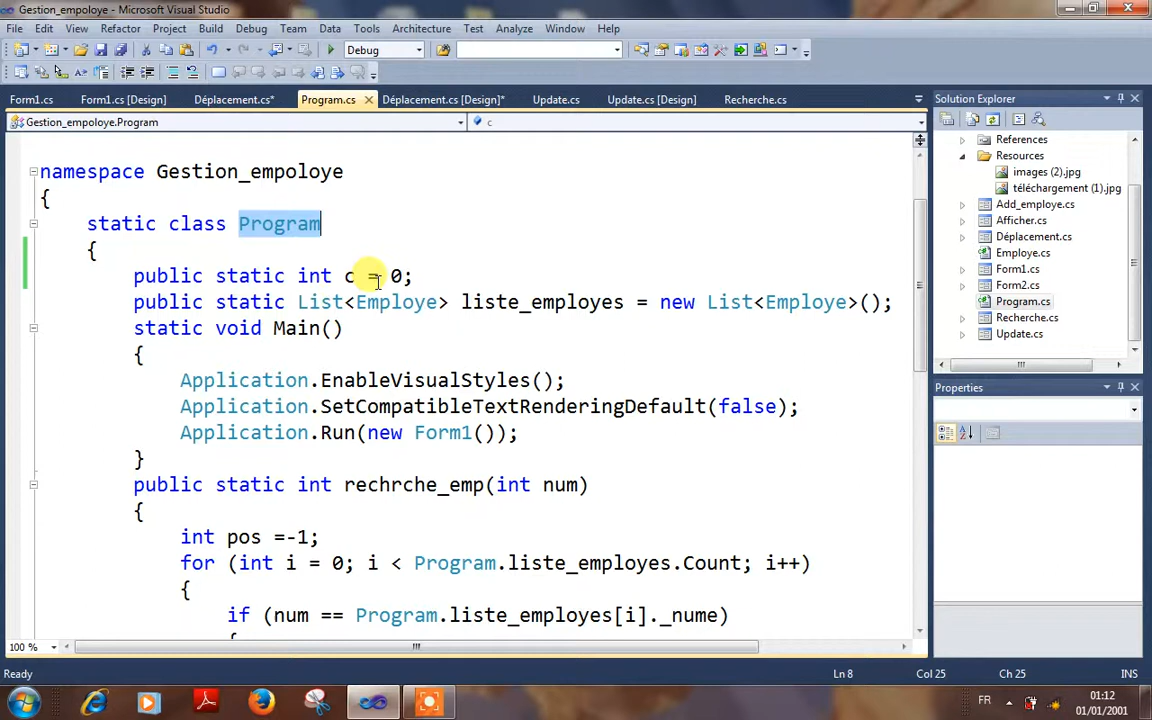 Gestion_empoloye - Microsoft Visual Studio
File Edit View Refactor Project Build Debug Team Data Tools Architecture Test Analyze Window Help
Debug
Form1.cs Form1.cs [Design] Déplacement.cs* Program.cs Déplacement.cs [Design]* Update.cs Update.cs [Design] Recherche.cs
Gestion_empoloye.Program c
namespace Gestion_empoloye
{
static class Program
{
public static int c = 0;
public static List<Employe> liste_employes = new List<Employe>();
static void Main()
{
Application.EnableVisualStyles();
Application.SetCompatibleTextRenderingDefault(false);
Application.Run(new Form1());
}
public static int rechrche_emp(int num)
{
int pos =-1;
for (int i = 0; i < Program.liste_employes.Count; i++)
{
if (num == Program.liste_employes[i]._nume)
{
100 %
Solution Explorer
References
Resources
images (2).jpg
téléchargement (1).jpg
Add_employe.cs
Afficher.cs
Déplacement.cs
Employe.cs
Form1.cs
Form2.cs
Program.cs
Recherche.cs
Update.cs
Properties
Ready Ln 8 Col 25 Ch 25 INS
FR 01:12
01/01/2001